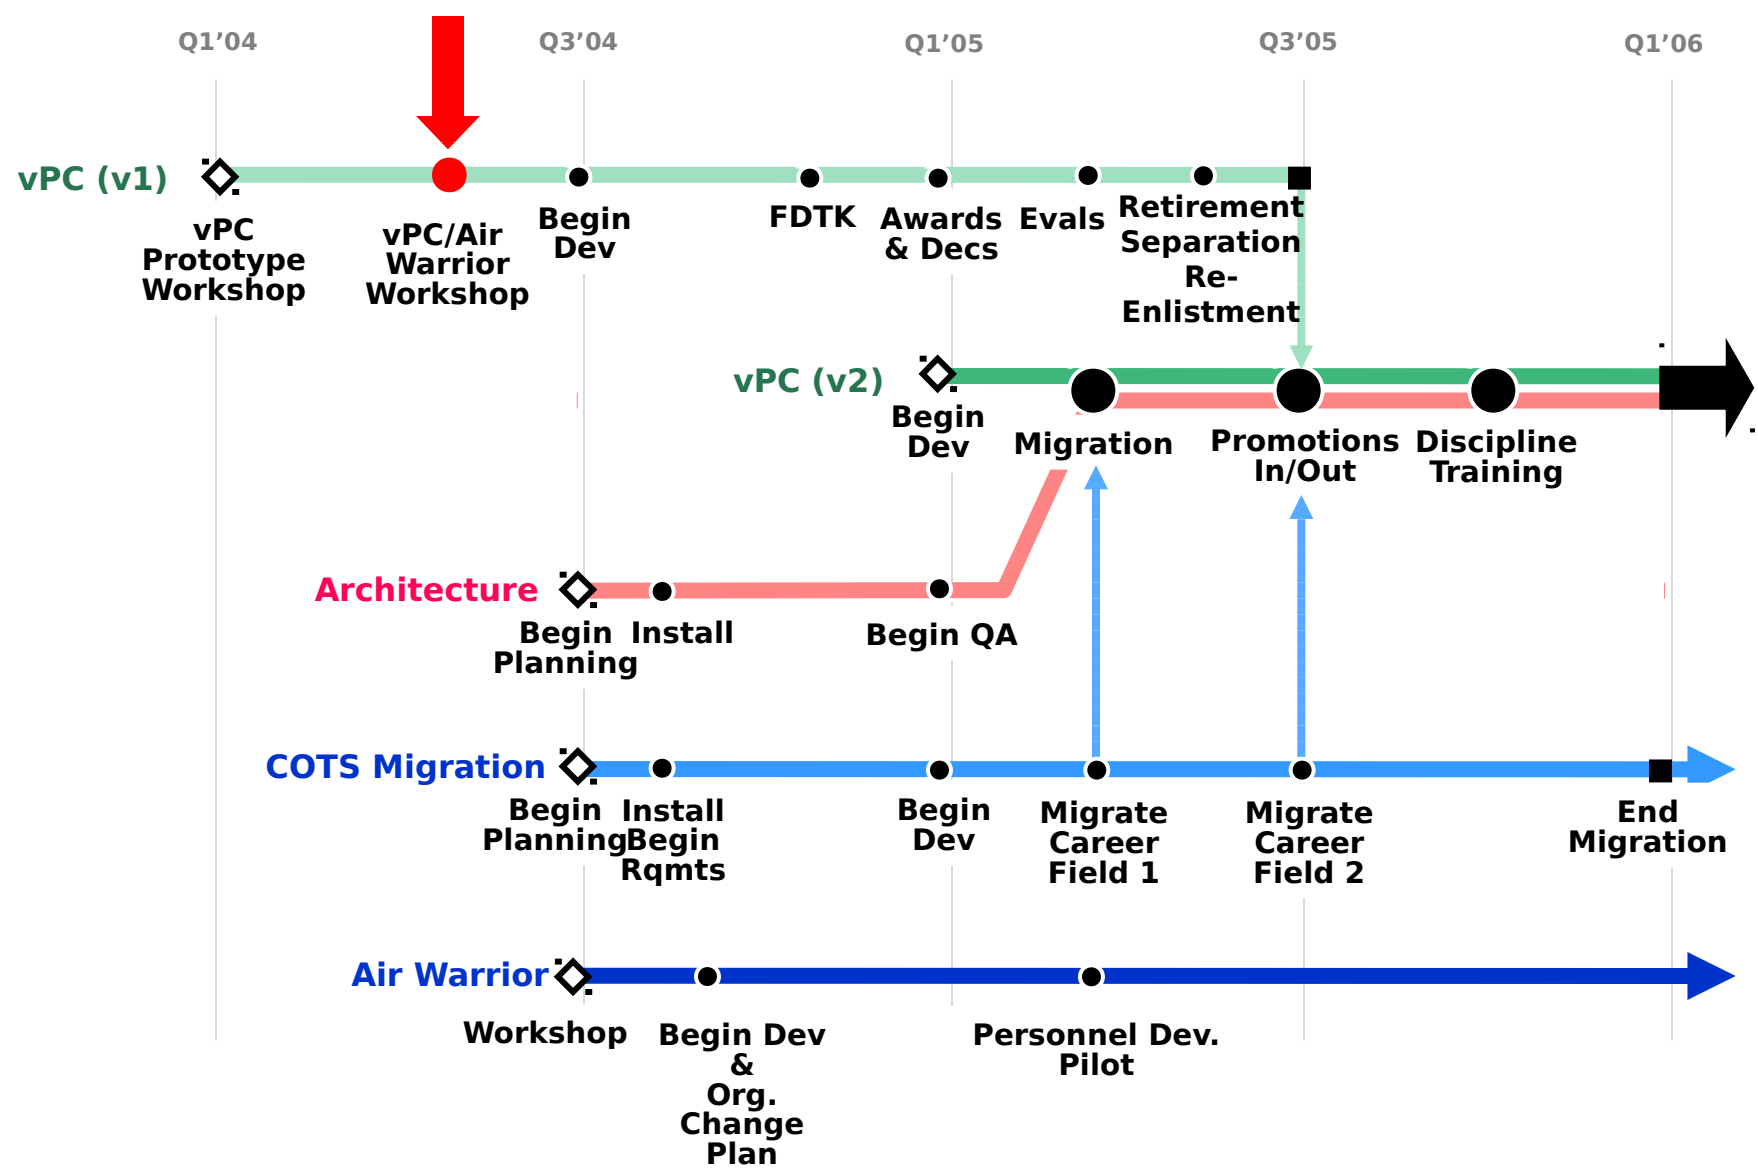 Q1’04
Q3’04
Q1’05
Q3’05
Q1’06
vPC (v1)
vPC
Prototype
Workshop
vPC/Air
Warrior
Workshop
Begin
Dev
FDTK
Awards
& Decs
Evals
Retirement
Separation
Re-
Enlistment
vPC (v2)
Begin
Dev
Migration
Promotions
In/Out
Discipline
Training
Architecture
Begin
Planning
Install
Begin QA
COTS Migration
Begin
Planning
Install
Begin
Rqmts
Begin
Dev
Migrate
Career
Field 1
Migrate
Career
Field 2
End
Migration
Air Warrior
Workshop
Begin Dev
&
Org.
Change
Plan
Personnel Dev.
Pilot